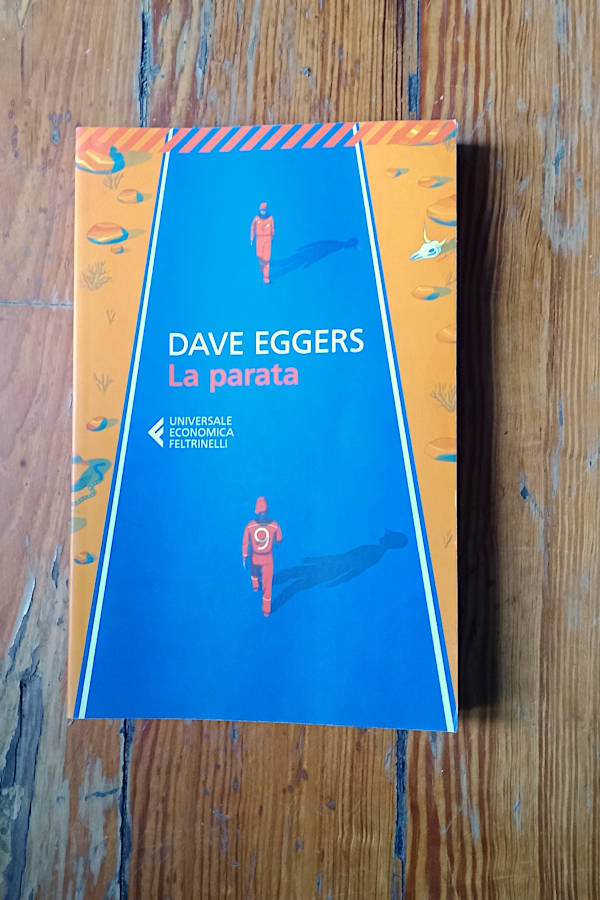 DAVE EGGERS
La parata
UNIVERSALE
ECONOMICA
FELTRINELLI
9